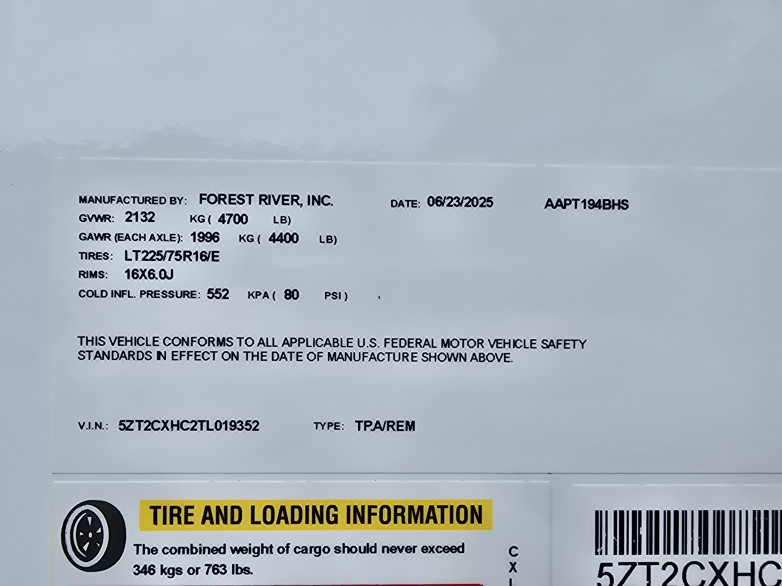 MANUFACTURED BY: FOREST RIVER, INC. DATE: 06/23/2025 AAPT194BHS
GVWR: 2132 KG ( 4700 LB)
GAWR (EACH AXLE): 1996 KG ( 4400 LB)
TIRES: LT225/75R16/E
RIMS: 16X6.0J
COLD INFL. PRESSURE: 552 KPA ( 80 PSI )
THIS VEHICLE CONFORMS TO ALL APPLICABLE U.S. FEDERAL MOTOR VEHICLE SAFETY
STANDARDS IN EFFECT ON THE DATE OF MANUFACTURE SHOWN ABOVE.
V.I.N.: 5ZT2CXHC2TL019352 TYPE: TP.A/REM
TIRE AND LOADING INFORMATION
The combined weight of cargo should never exceed
346 kgs or 763 lbs.
C
X
5ZT2CXHC